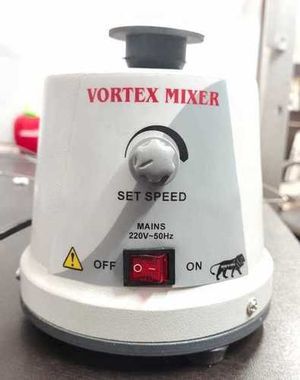 VORTEX MIXER
SET SPEED
MAINS
220V~50Hz
OFF
ON